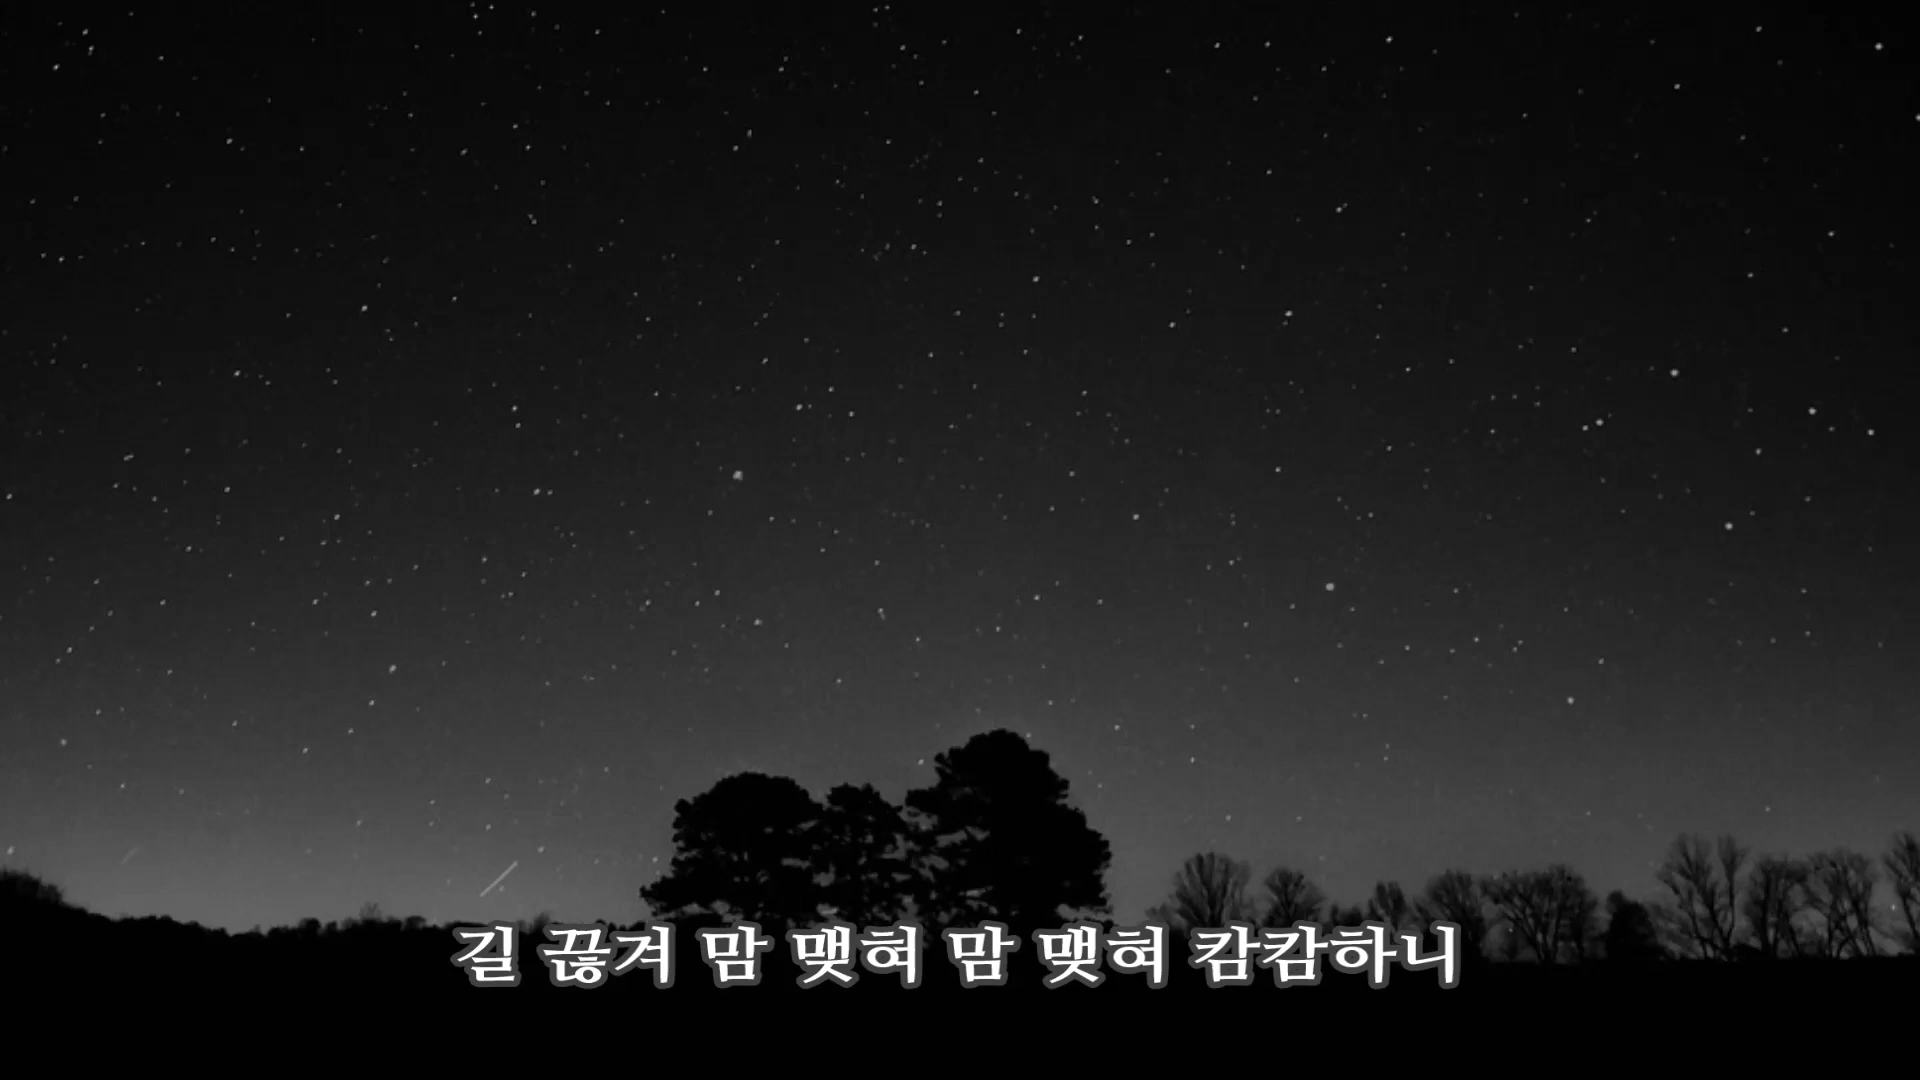 길 끊겨 맘 맺혀 맘 맺혀 캄캄하니